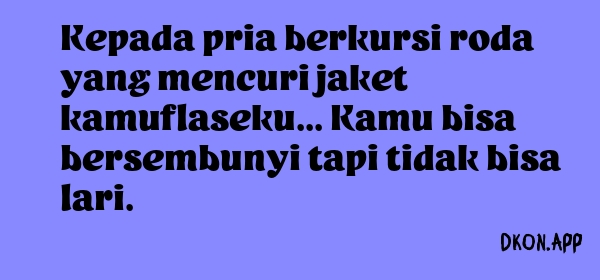 Kepada pria berkursi roda
yang mencuri jaket
kamuflaseku... Kamu bisa
bersembunyi tapi tidak bisa
lari.
DKON.APP